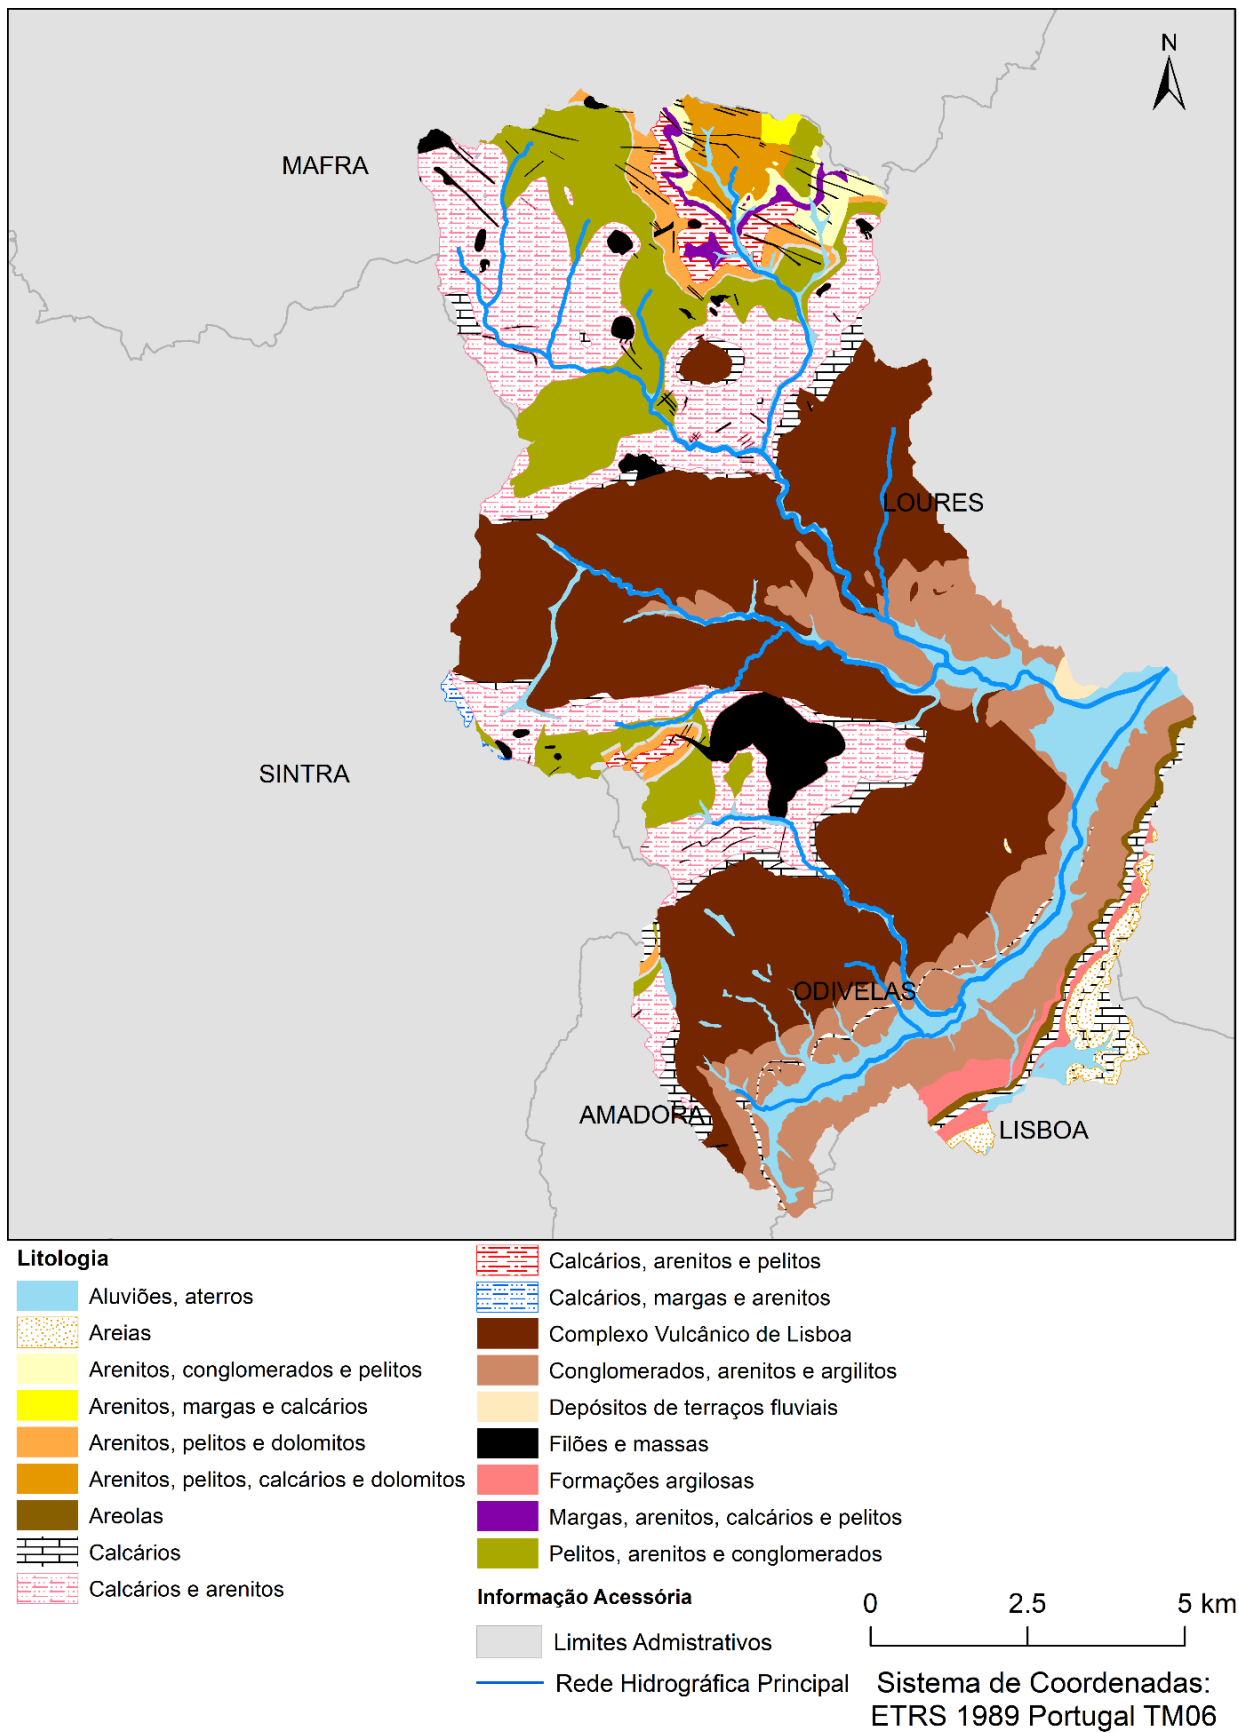 N
MAFRA
LOURES
SINTRA
ODIVELAS
AMADORA
LISBOA
Litologia
Aluviões, aterros
Areias
Arenitos, conglomerados e pelitos
Arenitos, margas e calcários
Arenitos, pelitos e dolomitos
Arenitos, pelitos, calcários e dolomitos
Areolas
Calcários
Calcários e arenitos
Calcários, arenitos e pelitos
Calcários, margas e arenitos
Complexo Vulcânico de Lisboa
Conglomerados, arenitos e argilitos
Depósitos de terraços fluviais
Filões e massas
Formações argilosas
Margas, arenitos, calcários e pelitos
Pelitos, arenitos e conglomerados
Informação Acessória
Limites Admistrativos
Rede Hidrográfica Principal
0 2.5 5 km
Sistema de Coordenadas:
ETRS 1989 Portugal TM06